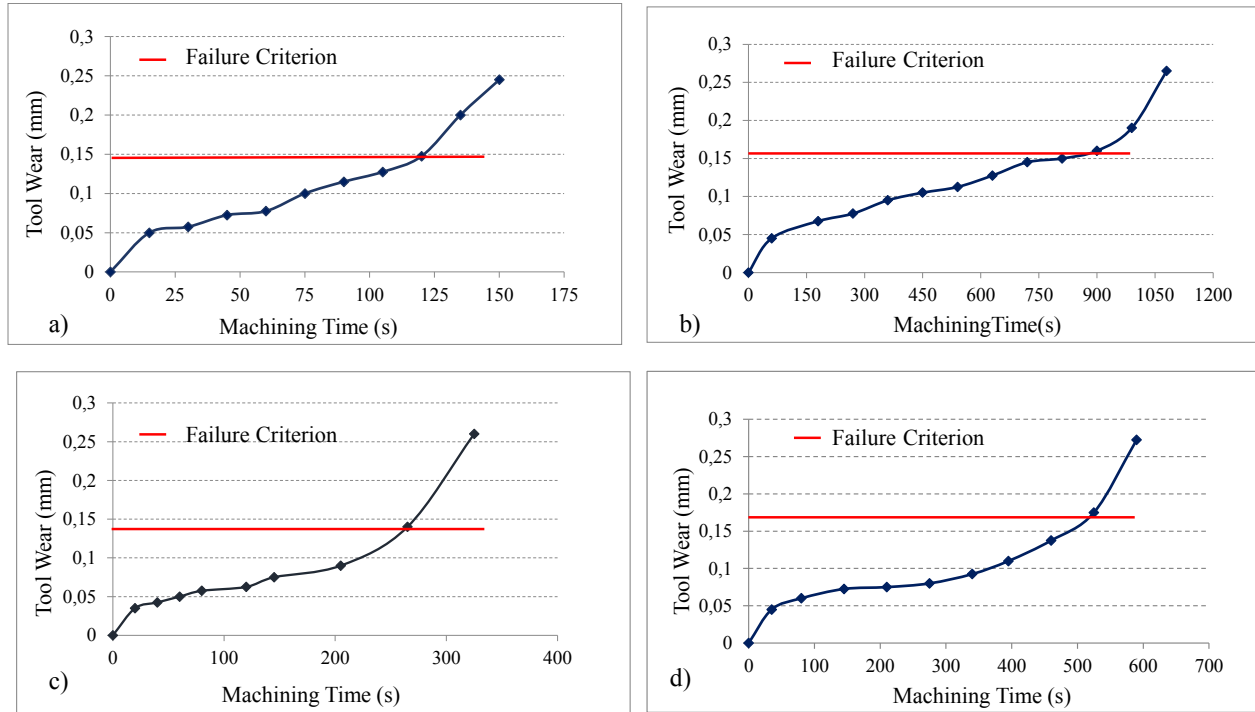 0,3
0,25
0,2
0,15
0,1
0,05
0
Tool Wear (mm)
Failure Criterion
0 25 50 75 100 125 150 175
a)
Machining Time (s)
0,3
0,25
0,2
0,15
0,1
0,05
0
Tool Wear (mm)
Failure Criterion
0 150 300 450 600 750 900 1050 1200
b)
MachiningTime(s)
0,3
0,25
0,2
0,15
0,1
0,05
0
Tool Wear (mm)
Failure Criterion
0 100 200 300 400
c)
Machining Time (s)
0,3
0,25
0,2
0,15
0,1
0,05
0
Tool Wear (mm)
Failure Criterion
0 100 200 300 400 500 600 700
d)
Machining Time (s)